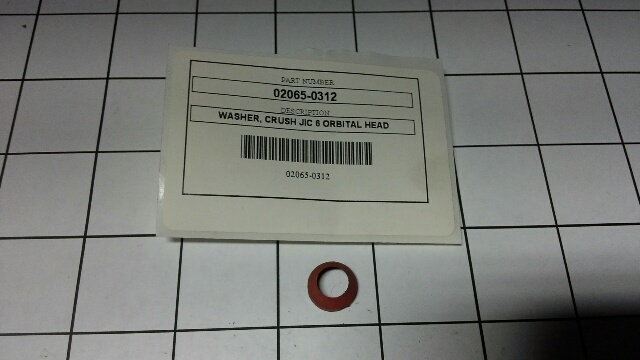 PART NUMBER
02065-0312
DESCRIPTION
WASHER, CRUSH JIC 6 ORBITAL HEAD
02065-0312